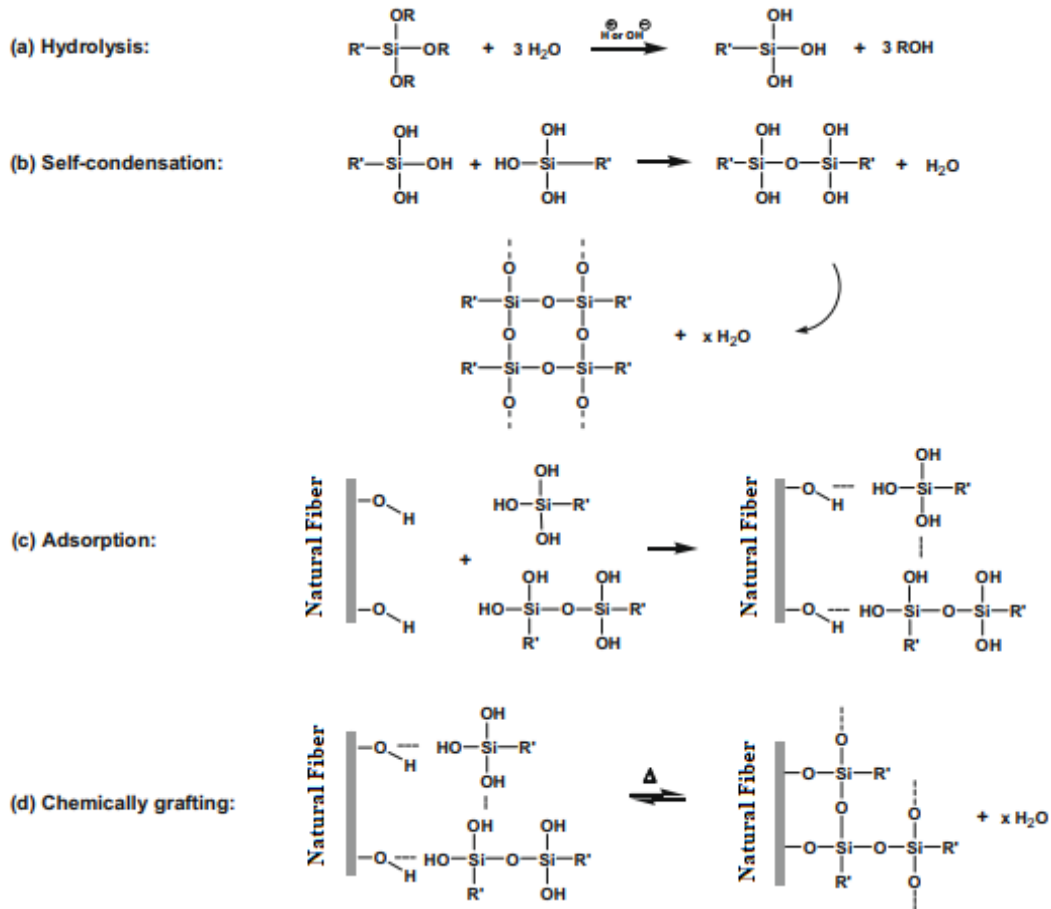 OR OH
(a) Hydrolysis: R'—Si—OR + 3 H₂O H⊕ or OH⊖ R'—Si—OH + 3 ROH
OR OH
OH OH OH OH
(b) Self-condensation: R'—Si—OH + HO—Si—R' R'—Si—O—Si—R' + H₂O
OH OH OH OH
O O
R'—Si—O—Si—R'
O O + x H₂O
R'—Si—O—Si—R'
O O
(c) Adsorption:
Natural Fiber
O H
O H
+
OH
HO—Si—R'
OH
OH OH
HO—Si—O—Si—R'
R' OH
Natural Fiber
O H
O H
OH
HO—Si—R'
OH
OH OH
HO—Si—O—Si—R'
R' OH
(d) Chemically grafting:
Natural Fiber
O H
O H
OH
HO—Si—R'
OH
OH OH
HO—Si—O—Si—R'
R' OH
Δ
Natural Fiber
O
O—Si—R'
O O
O—Si—O—Si—R'
R' O
+ x H₂O